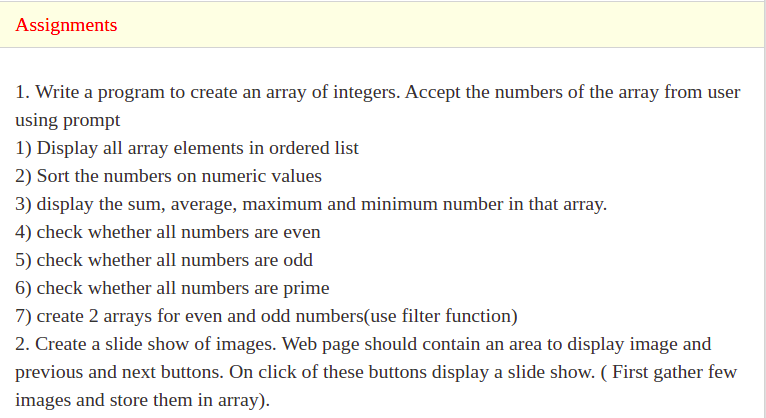 Assignments
1. Write a program to create an array of integers. Accept the numbers of the array from user
using prompt
1) Display all array elements in ordered list
2) Sort the numbers on numeric values
3) display the sum, average, maximum and minimum number in that array.
4) check whether all numbers are even
5) check whether all numbers are odd
6) check whether all numbers are prime
7) create 2 arrays for even and odd numbers(use filter function)
2. Create a slide show of images. Web page should contain an area to display image and
previous and next buttons. On click of these buttons display a slide show. ( First gather few
images and store them in array).